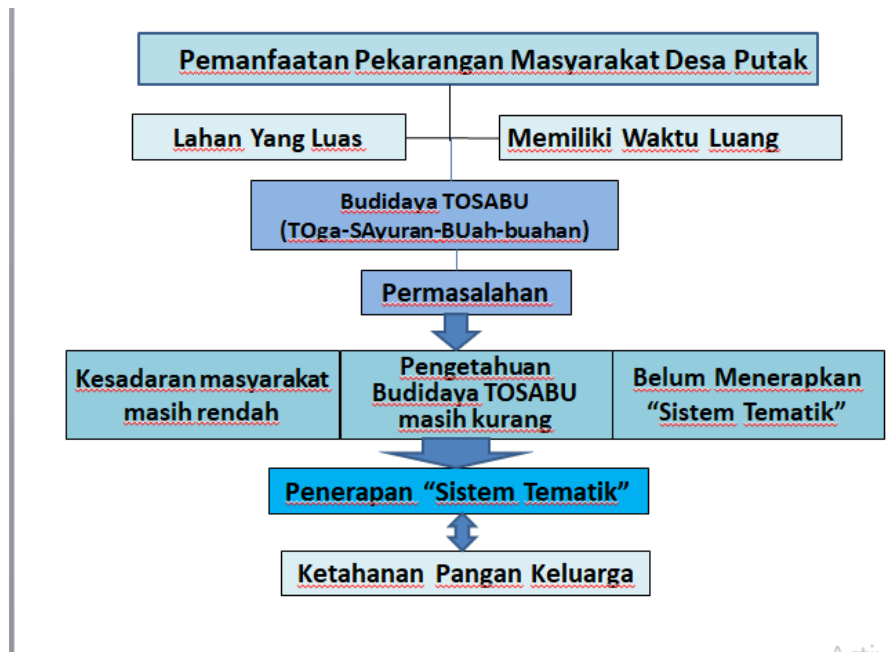 Pemanfaatan Pekarangan Masyarakat Desa Putak
Lahan Yang Luas
Memiliki Waktu Luang
Budidaya TOSABU
(TOga-SAyuran-BUah-buahan)
Permasalahan
Kesadaran masyarakat
masih rendah
Pengetahuan
Budidaya TOSABU
masih kurang
Belum Menerapkan
“Sistem Tematik”
Penerapan “Sistem Tematik”
Ketahanan Pangan Keluarga